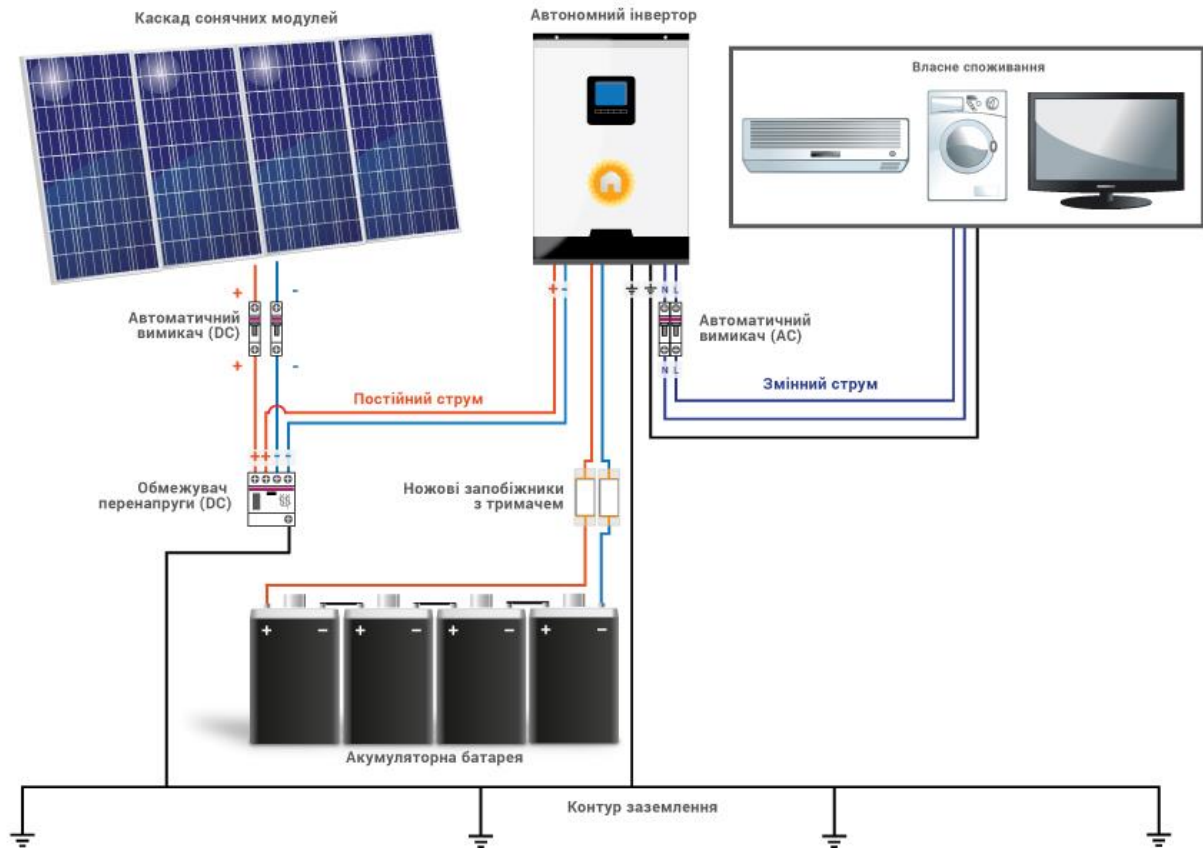 Каскад сонячних модулей
Автономний інвертор
Власне споживання
+ -
Автоматичний
вимикач (DC)
+ -
+ -
N L
Автоматичний
вимикач (AC)
N L
Постійний струм
Змінний струм
+ + - -
Обмежувач
перенапруги (DC)
Ножові запобіжники
з тримачем
+ - + - + - + -
Акумуляторна батарея
Контур заземлення